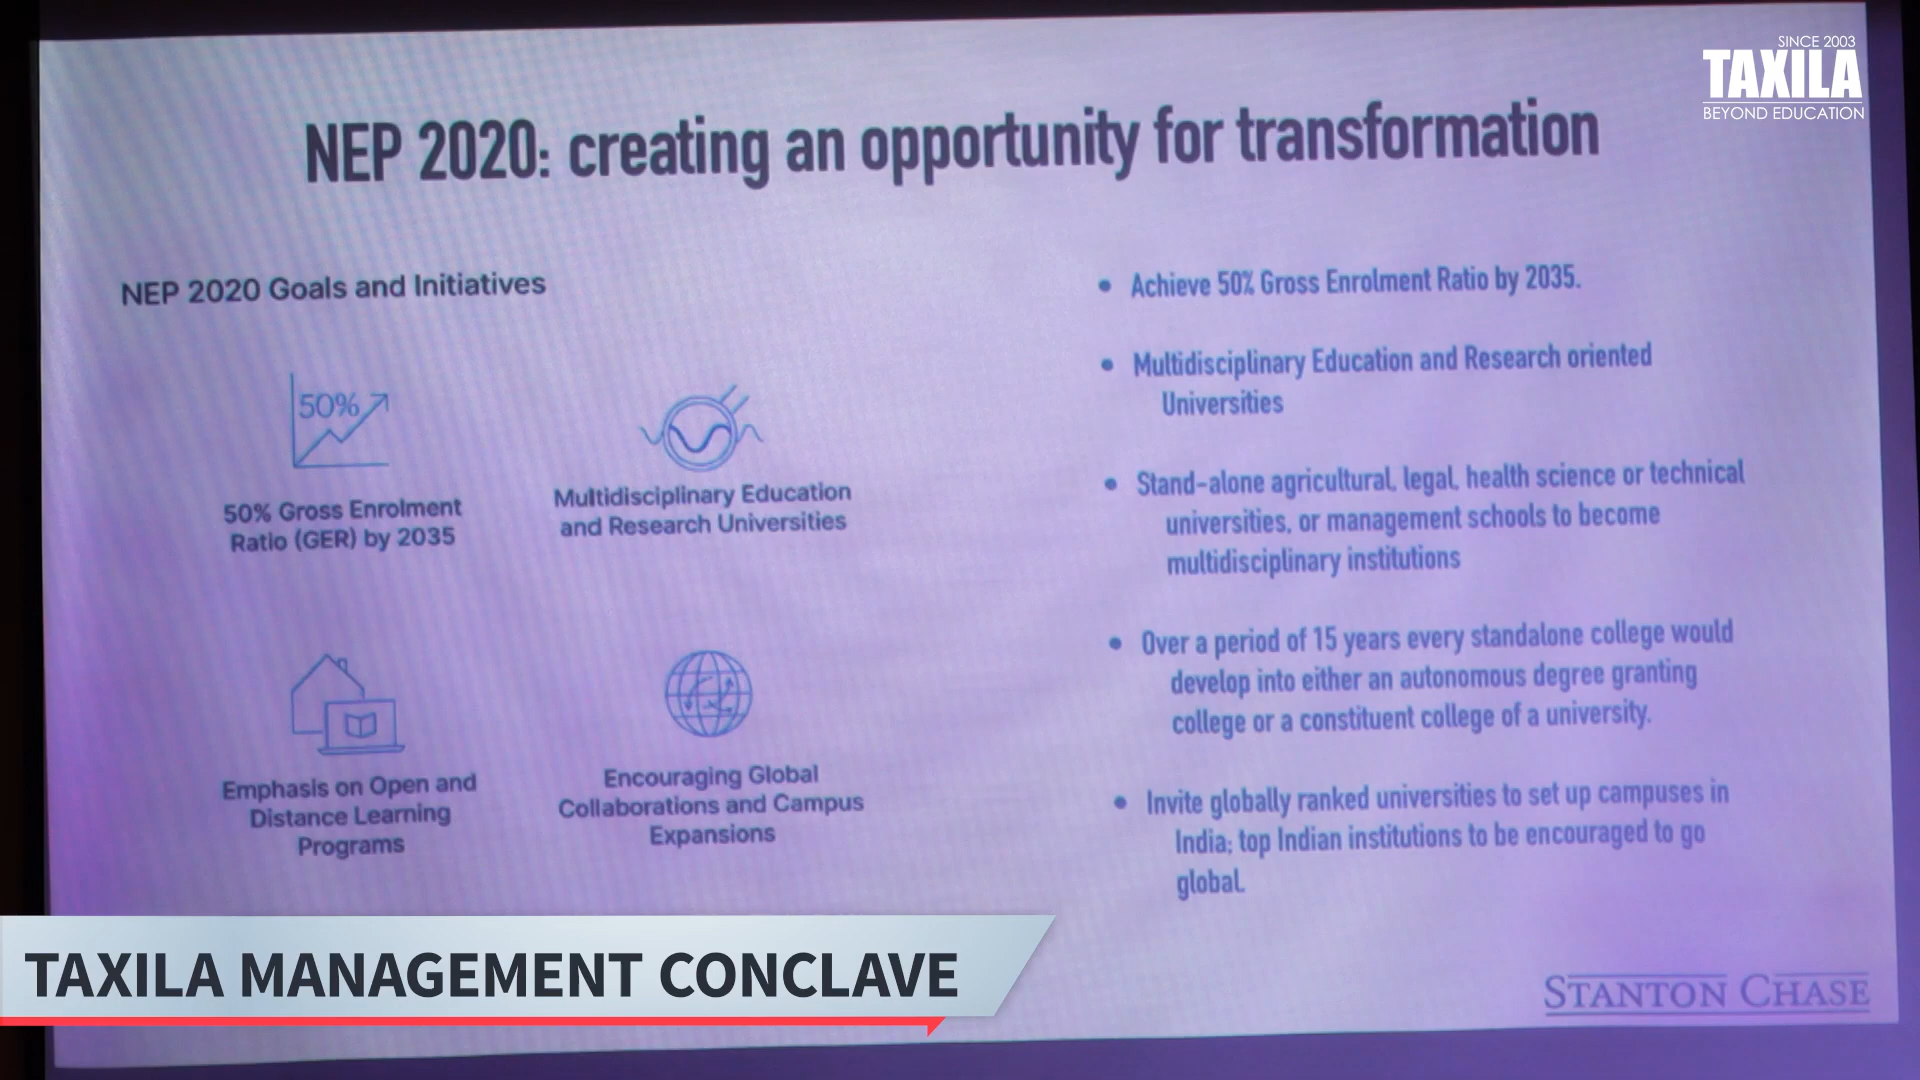 SINCE 2003
TAXILA
BEYOND EDUCATION
NEP 2020: creating an opportunity for transformation
NEP 2020 Goals and Initiatives
50%
50% Gross Enrolment
Ratio (GER) by 2035
Multidisciplinary Education
and Research Universities
Emphasis on Open and
Distance Learning
Programs
Encouraging Global
Collaborations and Campus
Expansions
• Achieve 50% Gross Enrolment Ratio by 2035.
• Multidisciplinary Education and Research oriented
Universities
• Stand-alone agricultural, legal, health science or technical
universities, or management schools to become
multidisciplinary institutions
• Over a period of 15 years every standalone college would
develop into either an autonomous degree granting
college or a constituent college of a university.
• Invite globally ranked universities to set up campuses in
India; top Indian institutions to be encouraged to go
global.
TAXILA MANAGEMENT CONCLAVE
STANTON CHASE